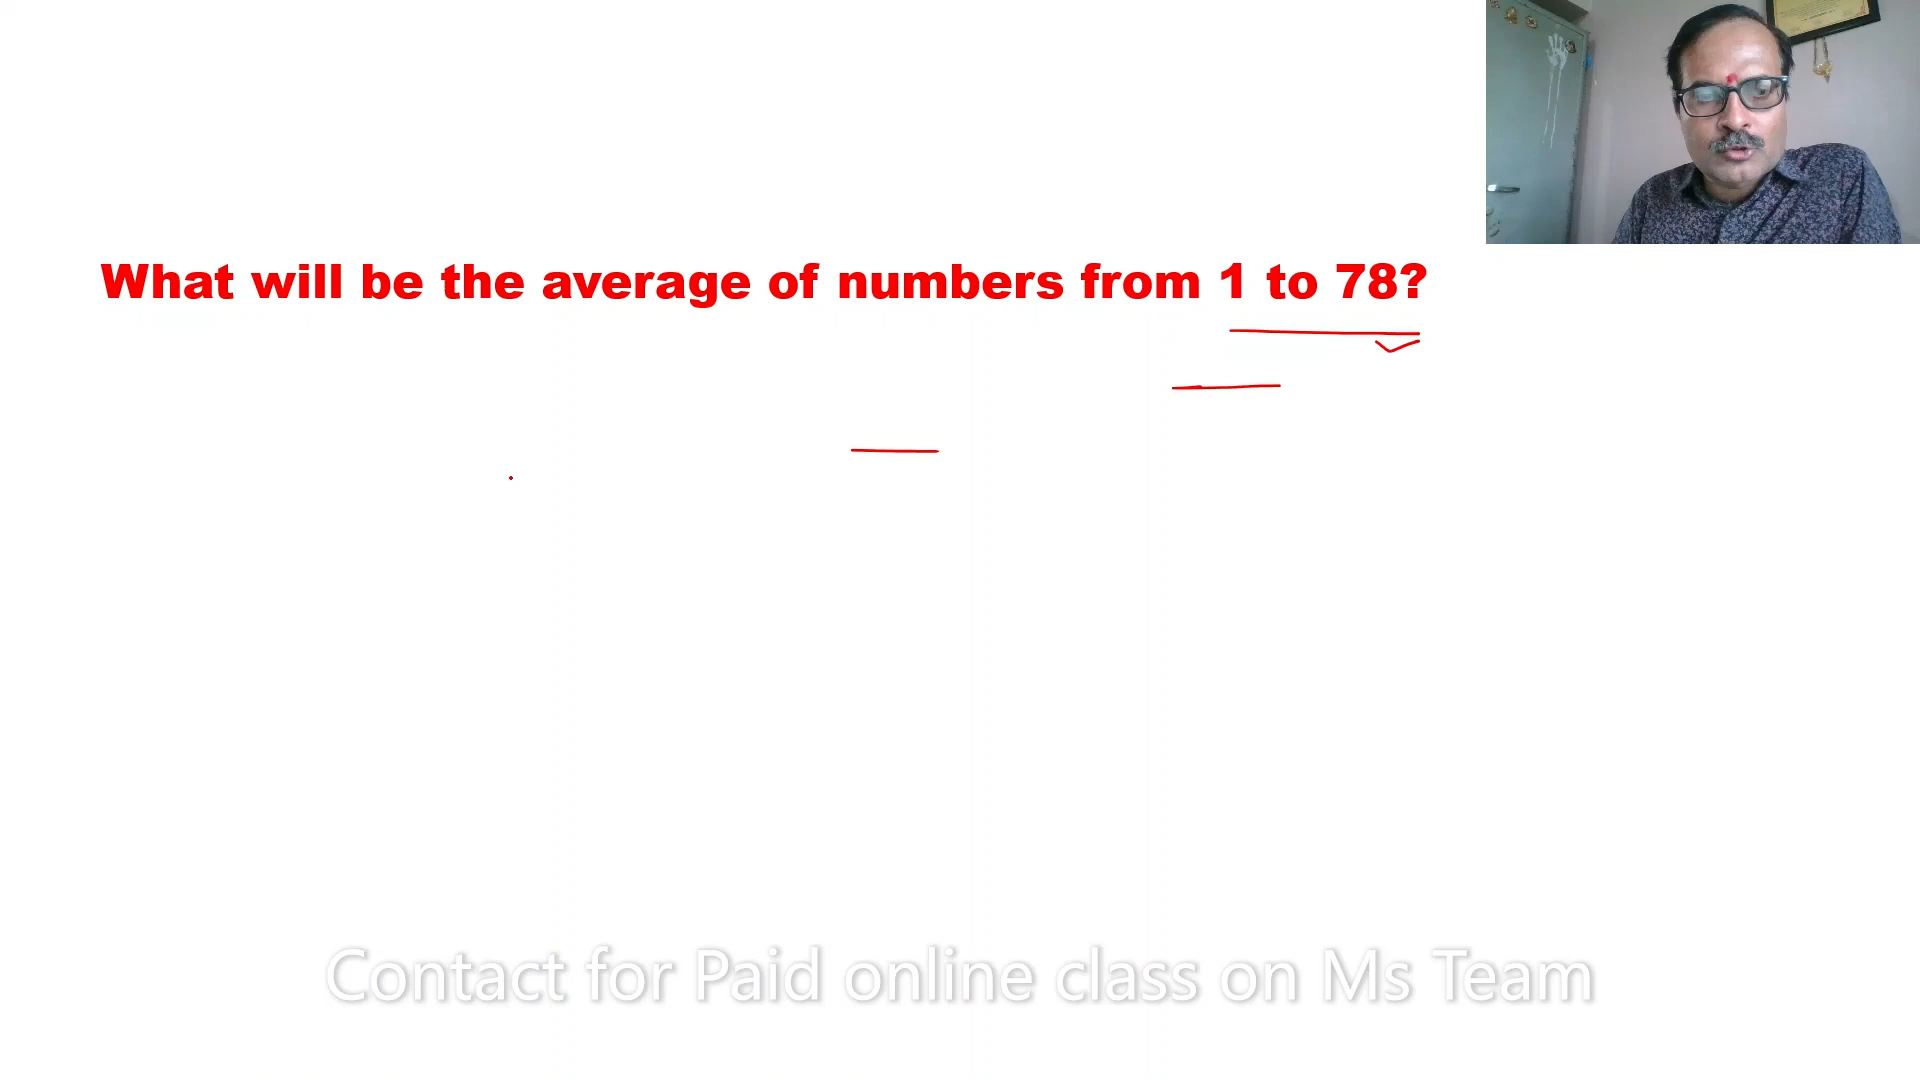 What will be the average of numbers from 1 to 78?
Contact for Paid online class on Ms Team